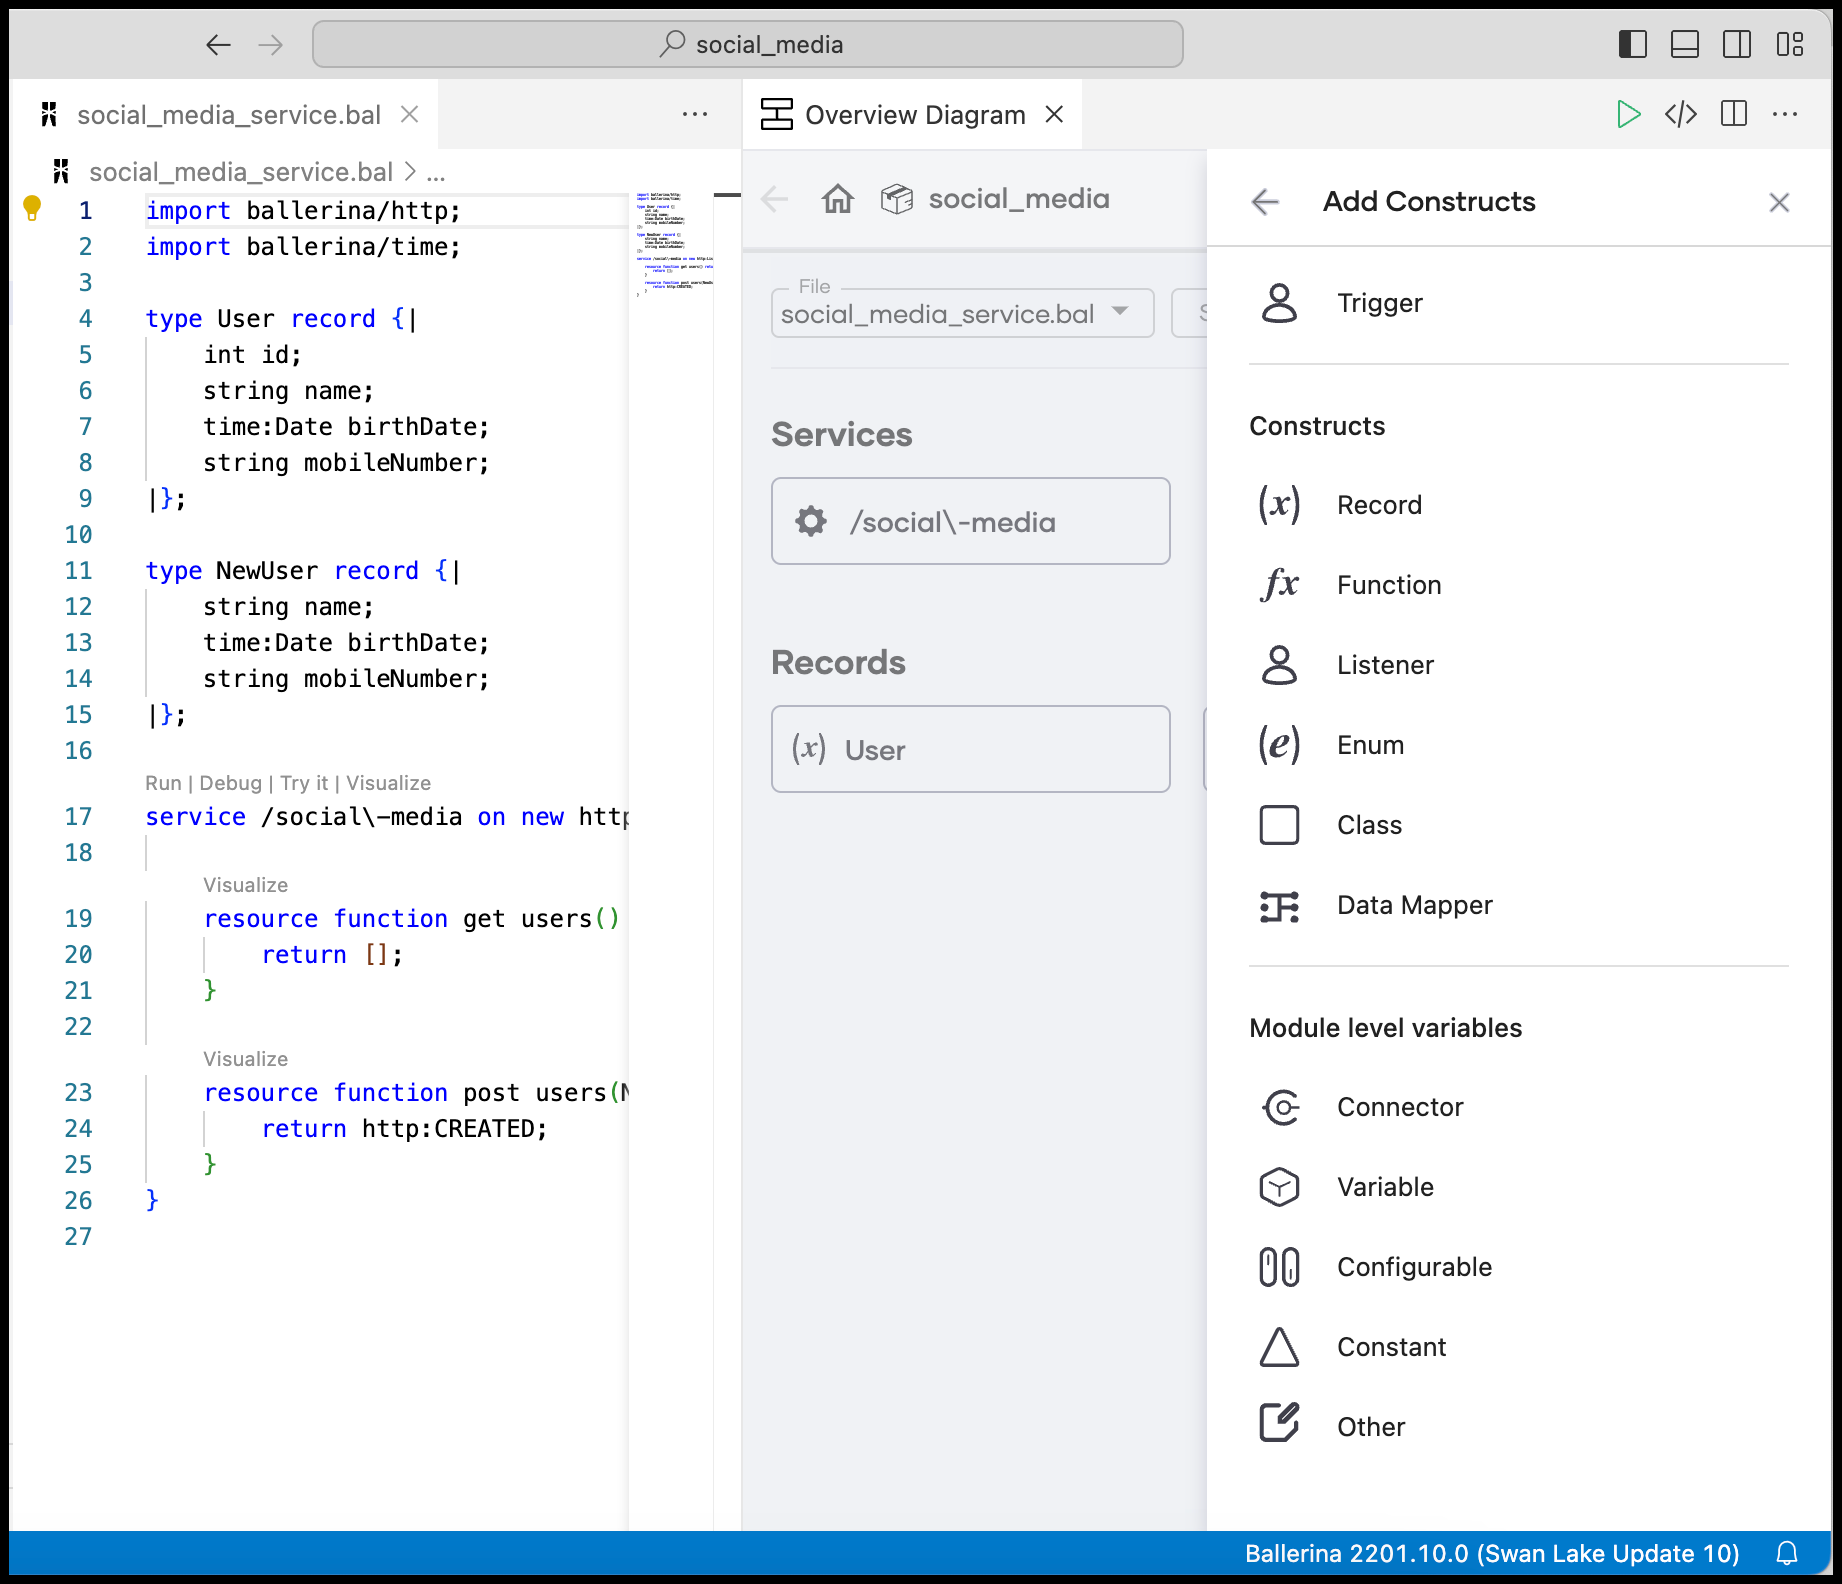 social_media
social_media_service.bal
Overview Diagram
social_media_service.bal > ...
1 import ballerina/http;
2 import ballerina/time;
3
4 type User record {|
5 int id;
6 string name;
7 time:Date birthDate;
8 string mobileNumber;
9 |};
10
11 type NewUser record {|
12 string name;
13 time:Date birthDate;
14 string mobileNumber;
15 |};
16
Run | Debug | Try it | Visualize
17 service /social\-media on new http
18
Visualize
19 resource function get users()
20 return [];
21 }
22
Visualize
23 resource function post users(N
24 return http:CREATED;
25 }
26 }
27
social_media
File
social_media_service.bal
Services
/social\-media
Records
(x) User
Add Constructs
Trigger
Constructs
(x) Record
fx Function
Listener
(e) Enum
Class
Data Mapper
Module level variables
Connector
Variable
Configurable
Constant
Other
Ballerina 2201.10.0 (Swan Lake Update 10)